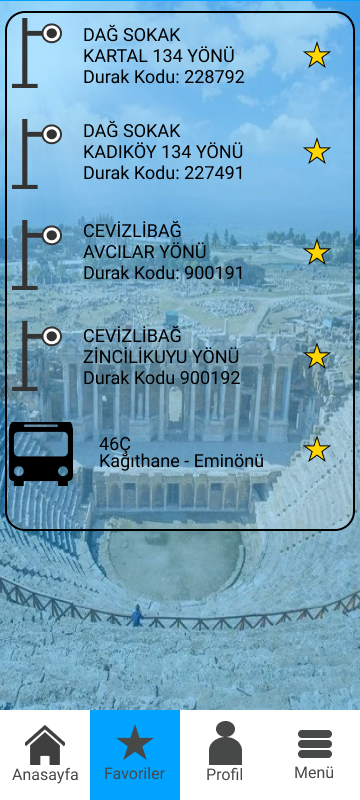 DAĞ SOKAK
KARTAL 134 YÖNÜ
Durak Kodu: 228792
DAĞ SOKAK
KADIKÖY 134 YÖNÜ
Durak Kodu: 227491
CEVİZLİBAĞ
AVCILAR YÖNÜ
Durak Kodu: 900191
CEVİZLİBAĞ
ZİNCİLİKUYU YÖNÜ
Durak Kodu 900192
46Ç
Kağıthane - Eminönü
Anasayfa
Favoriler
Profil
Menü